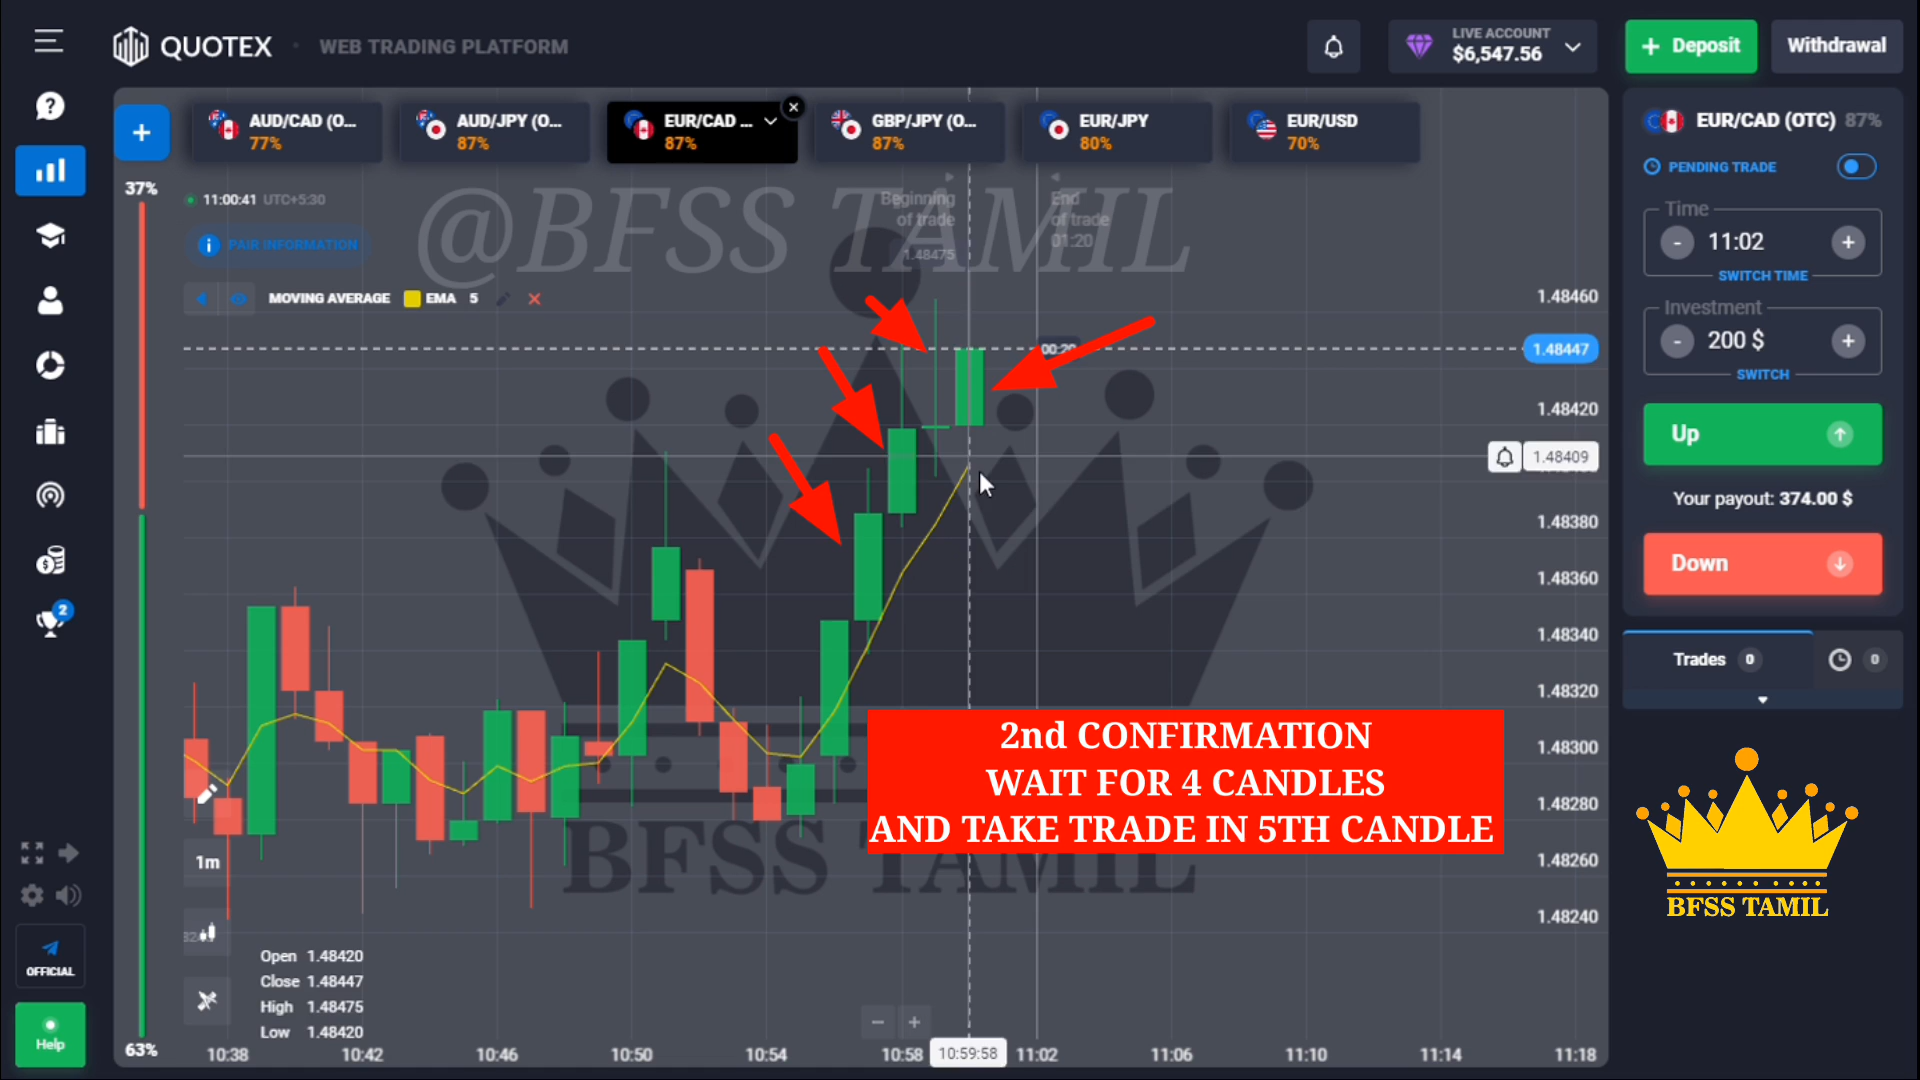 QUOTEX
WEB TRADING PLATFORM
LIVE ACCOUNT
$6,547.56
+ Deposit
Withdrawal
+
AUD/CAD (O...
77%
AUD/JPY (O...
87%
EUR/CAD ...
87%
GBP/JPY (O...
87%
EUR/JPY
80%
EUR/USD
70%
EUR/CAD (OTC) 87%
PENDING TRADE
37%
11:00:41 UTC+5:30
@BFSS TAMIL
Beginning
of trade
1.48475
End
of trade
01:20
PAIR INFORMATION
MOVING AVERAGE EMA 5
Time
- 11:02 +
SWITCH TIME
Investment
- 200 $ +
SWITCH
Up
Your payout: 374.00 $
Down
Trades 0
0
1.48460
1.48447
1.48420
1.48409
1.48380
1.48360
1.48340
1.48320
1.48300
1.48280
1.48260
1.48240
2nd CONFIRMATION
WAIT FOR 4 CANDLES
AND TAKE TRADE IN 5TH CANDLE
BFSS TAMIL
BFSS TAMIL
2
1m
Open 1.48420
Close 1.48447
High 1.48475
Low 1.48420
OFFICIAL
Help
63%
− +
10:38
10:42
10:46
10:50
10:54
10:58
10:59:58
11:02
11:06
11:10
11:14
11:18